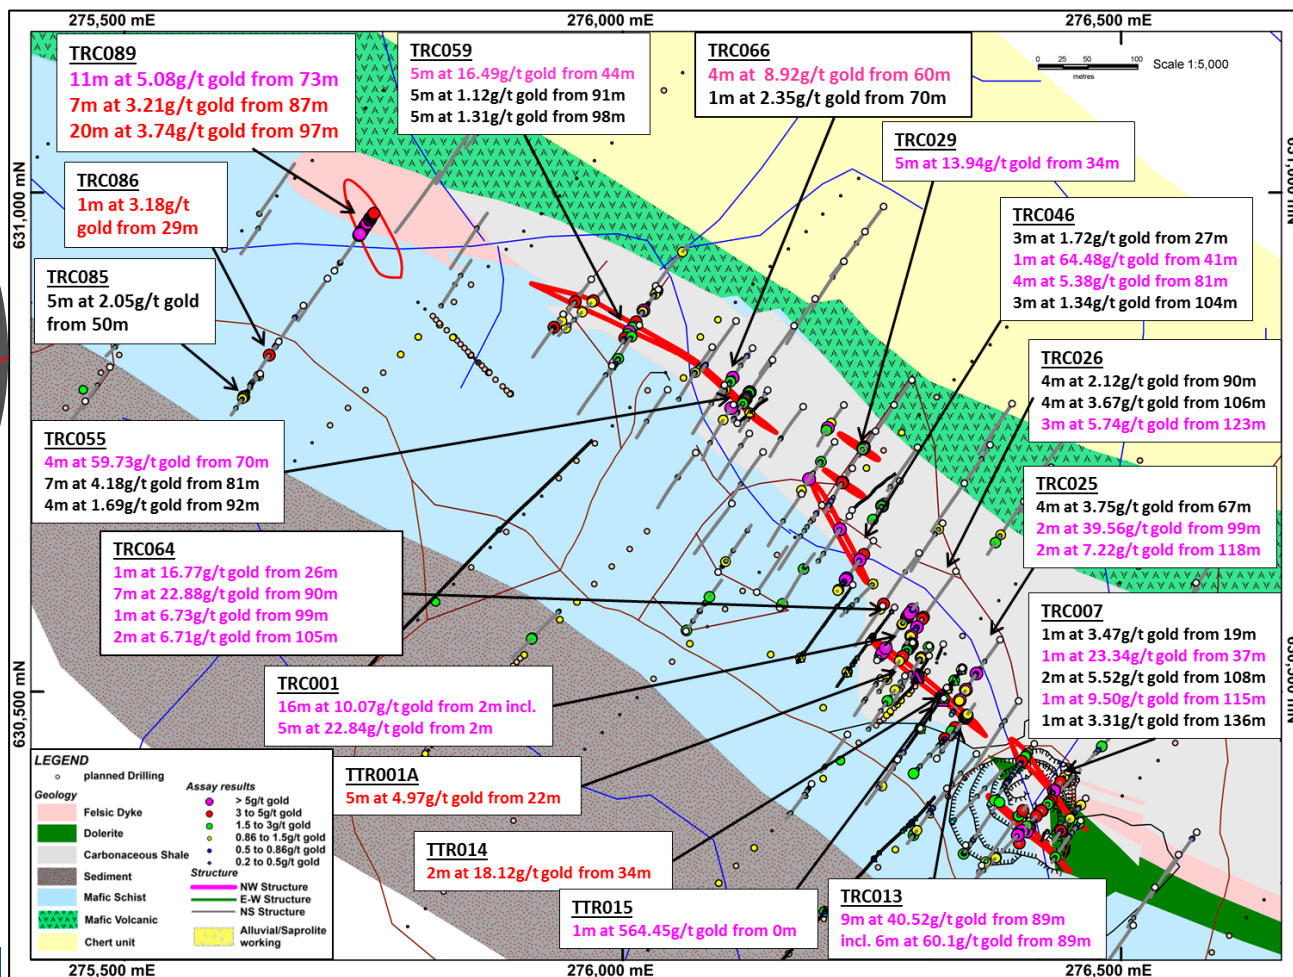 275,500 mE
276,000 mE
276,500 mE
TRC089
11m at 5.08g/t gold from 73m
7m at 3.21g/t gold from 87m
20m at 3.74g/t gold from 97m
TRC059
5m at 16.49g/t gold from 44m
5m at 1.12g/t gold from 91m
5m at 1.31g/t gold from 98m
TRC066
4m at 8.92g/t gold from 60m
1m at 2.35g/t gold from 70m
0 25 50 100
metres
Scale 1:5,000
TRC029
5m at 13.94g/t gold from 34m
631,000 mN
TRC086
1m at 3.18g/t
gold from 29m
TRC046
3m at 1.72g/t gold from 27m
1m at 64.48g/t gold from 41m
4m at 5.38g/t gold from 81m
3m at 1.34g/t gold from 104m
TRC085
5m at 2.05g/t gold
from 50m
TRC026
4m at 2.12g/t gold from 90m
4m at 3.67g/t gold from 106m
3m at 5.74g/t gold from 123m
TRC055
4m at 59.73g/t gold from 70m
7m at 4.18g/t gold from 81m
4m at 1.69g/t gold from 92m
TRC025
4m at 3.75g/t gold from 67m
2m at 39.56g/t gold from 99m
2m at 7.22g/t gold from 118m
TRC064
1m at 16.77g/t gold from 26m
7m at 22.88g/t gold from 90m
1m at 6.73g/t gold from 99m
2m at 6.71g/t gold from 105m
TRC007
1m at 3.47g/t gold from 19m
1m at 23.34g/t gold from 37m
2m at 5.52g/t gold from 108m
1m at 9.50g/t gold from 115m
1m at 3.31g/t gold from 136m
630,500 mN
TRC001
16m at 10.07g/t gold from 2m incl.
5m at 22.84g/t gold from 2m
TTR001A
5m at 4.97g/t gold from 22m
TTR014
2m at 18.12g/t gold from 34m
TTR015
1m at 564.45g/t gold from 0m
TRC013
9m at 40.52g/t gold from 89m
incl. 6m at 60.1g/t gold from 89m
LEGEND
planned Drilling
Geology
Felsic Dyke
Dolerite
Carbonaceous Shale
Sediment
Mafic Schist
Mafic Volcanic
Chert unit
Assay results
> 5g/t gold
3 to 5g/t gold
1.5 to 3g/t gold
0.86 to 1.5g/t gold
0.5 to 0.86g/t gold
0.2 to 0.5g/t gold
Structure
NW Structure
E-W Structure
NS Structure
Alluvial/Saprolite
working
275,500 mE
276,000 mE
276,500 mE